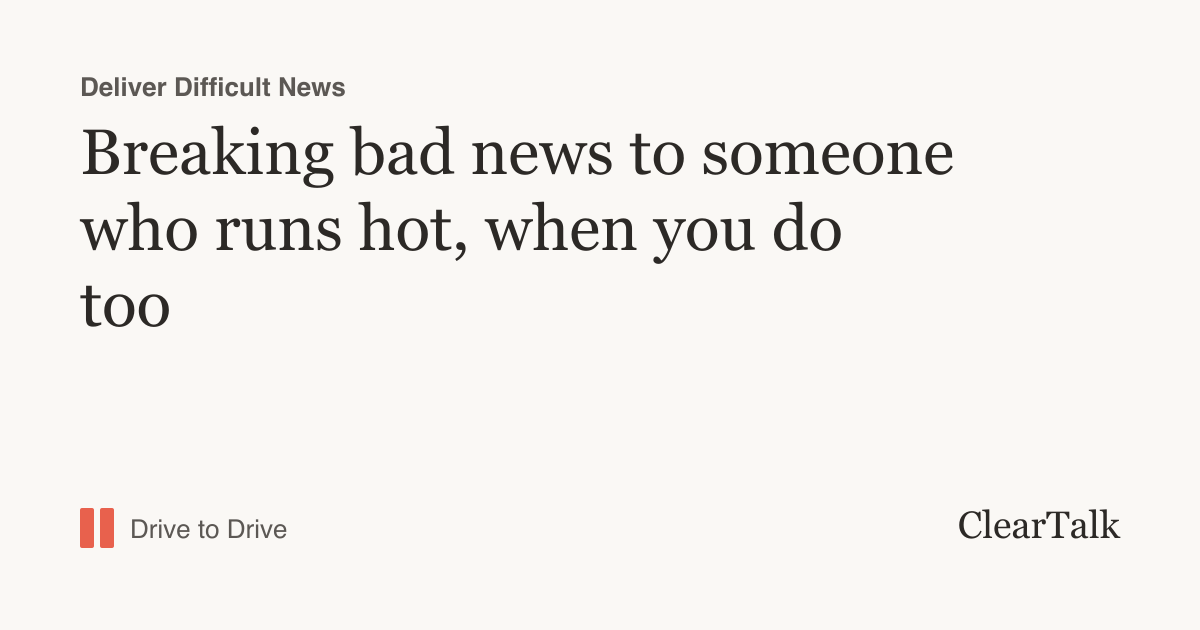 Deliver Difficult News
Breaking bad news to someone
who runs hot, when you do
too
Drive to Drive
ClearTalk